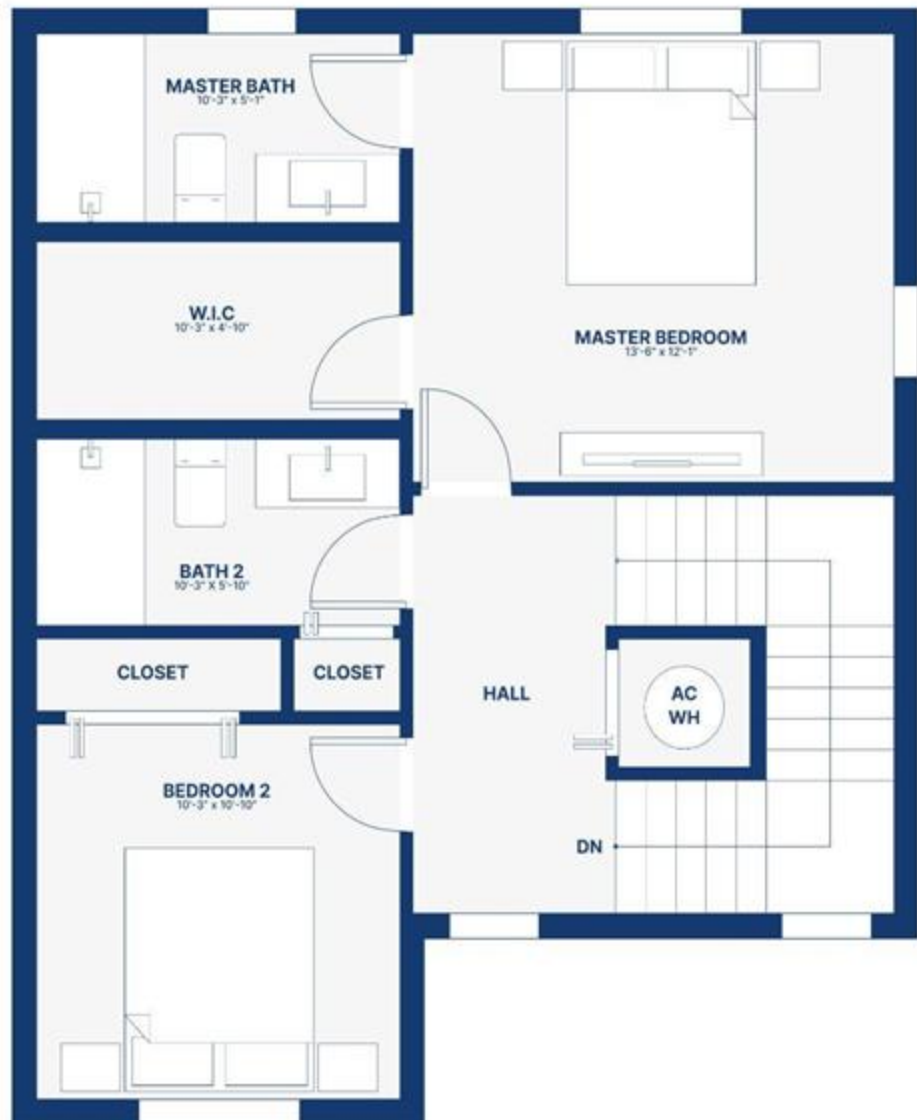 MASTER BATH
10'-3" x 5'-1"
W.I.C
10'-3" x 4'-10"
MASTER BEDROOM
13'-6" x 12'-1"
BATH 2
10'-3" X 5'-10"
CLOSET
CLOSET
HALL
AC
WH
BEDROOM 2
10'-3" x 10'-10"
DN